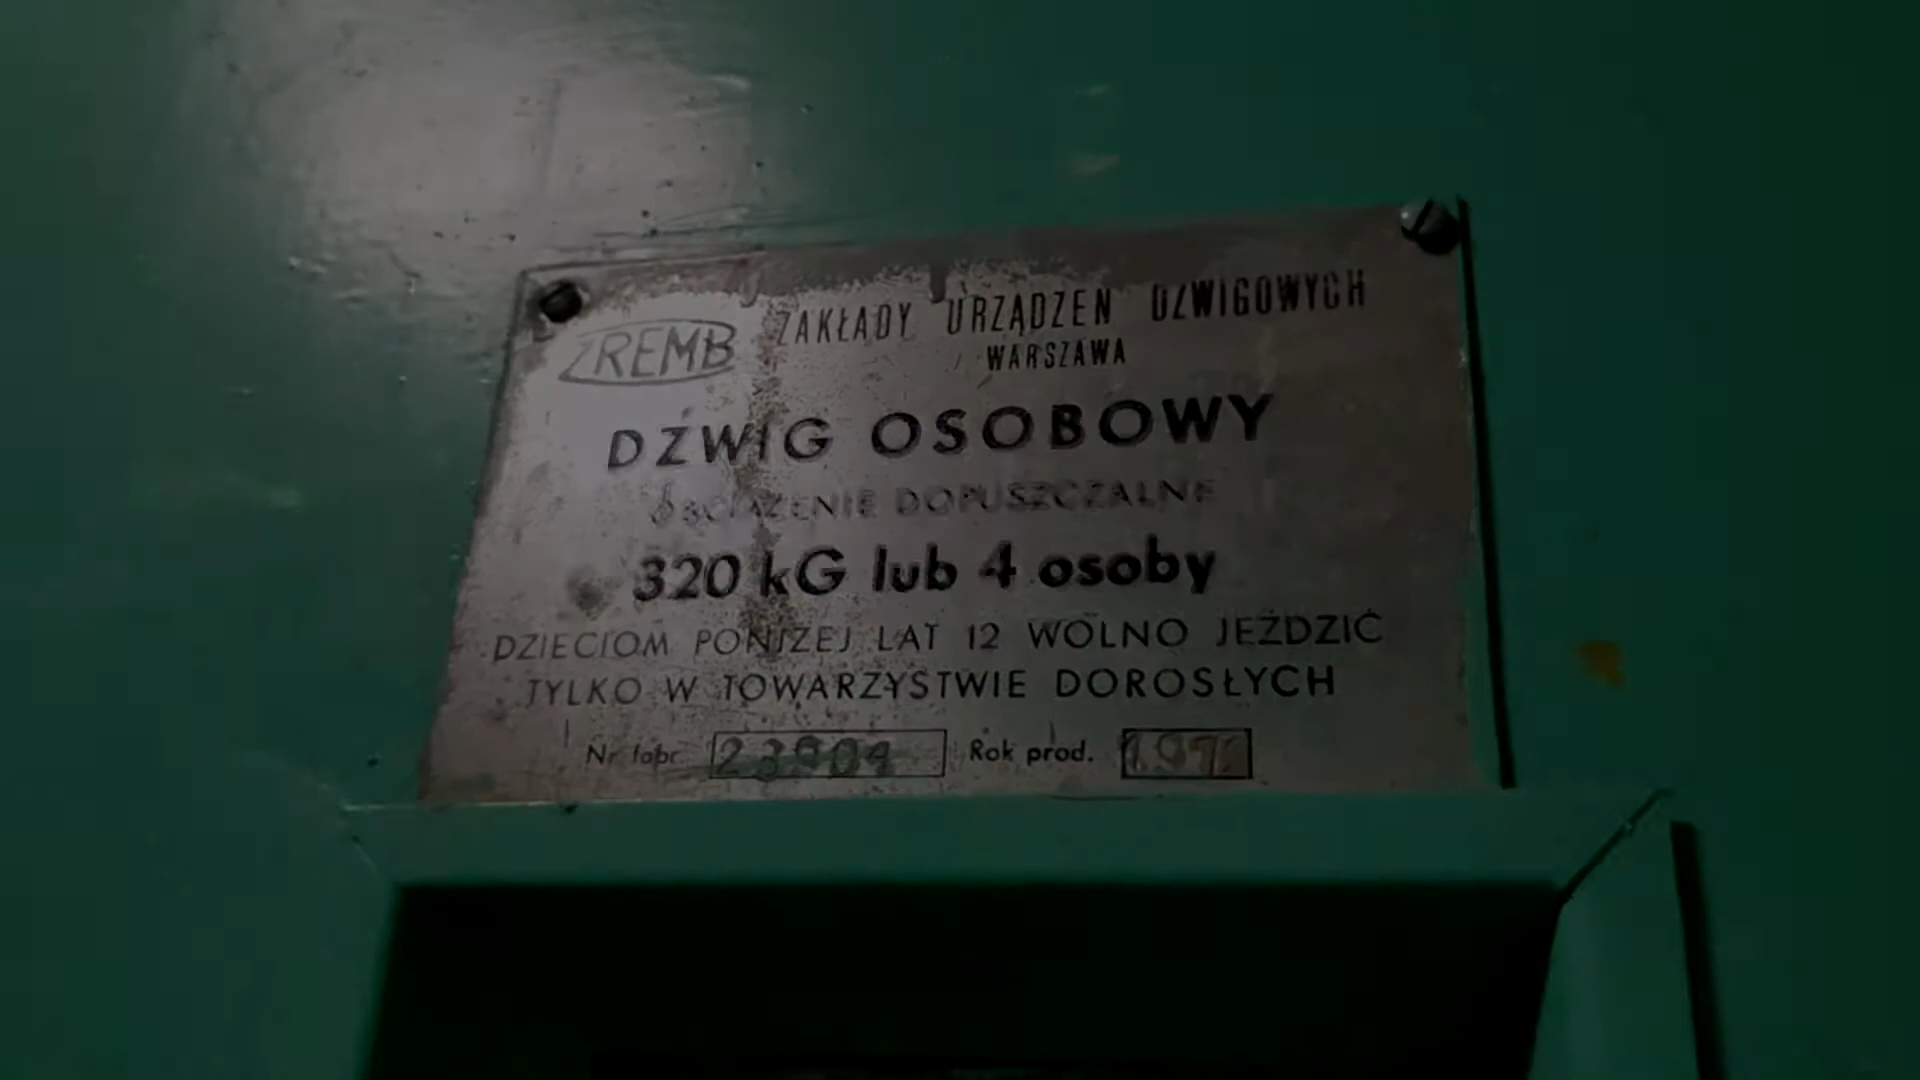 ZREMB ZAKŁADY URZĄDZEŃ DŹWIGOWYCH
WARSZAWA
DŹWIG OSOBOWY
OBCIĄŻENIE DOPUSZCZALNE
320 kG lub 4 osoby
DZIECIOM PONIŻEJ LAT 12 WOLNO JEŹDZIĆ
TYLKO W TOWARZYSTWIE DOROSŁYCH
Nr fabr. Rok prod.